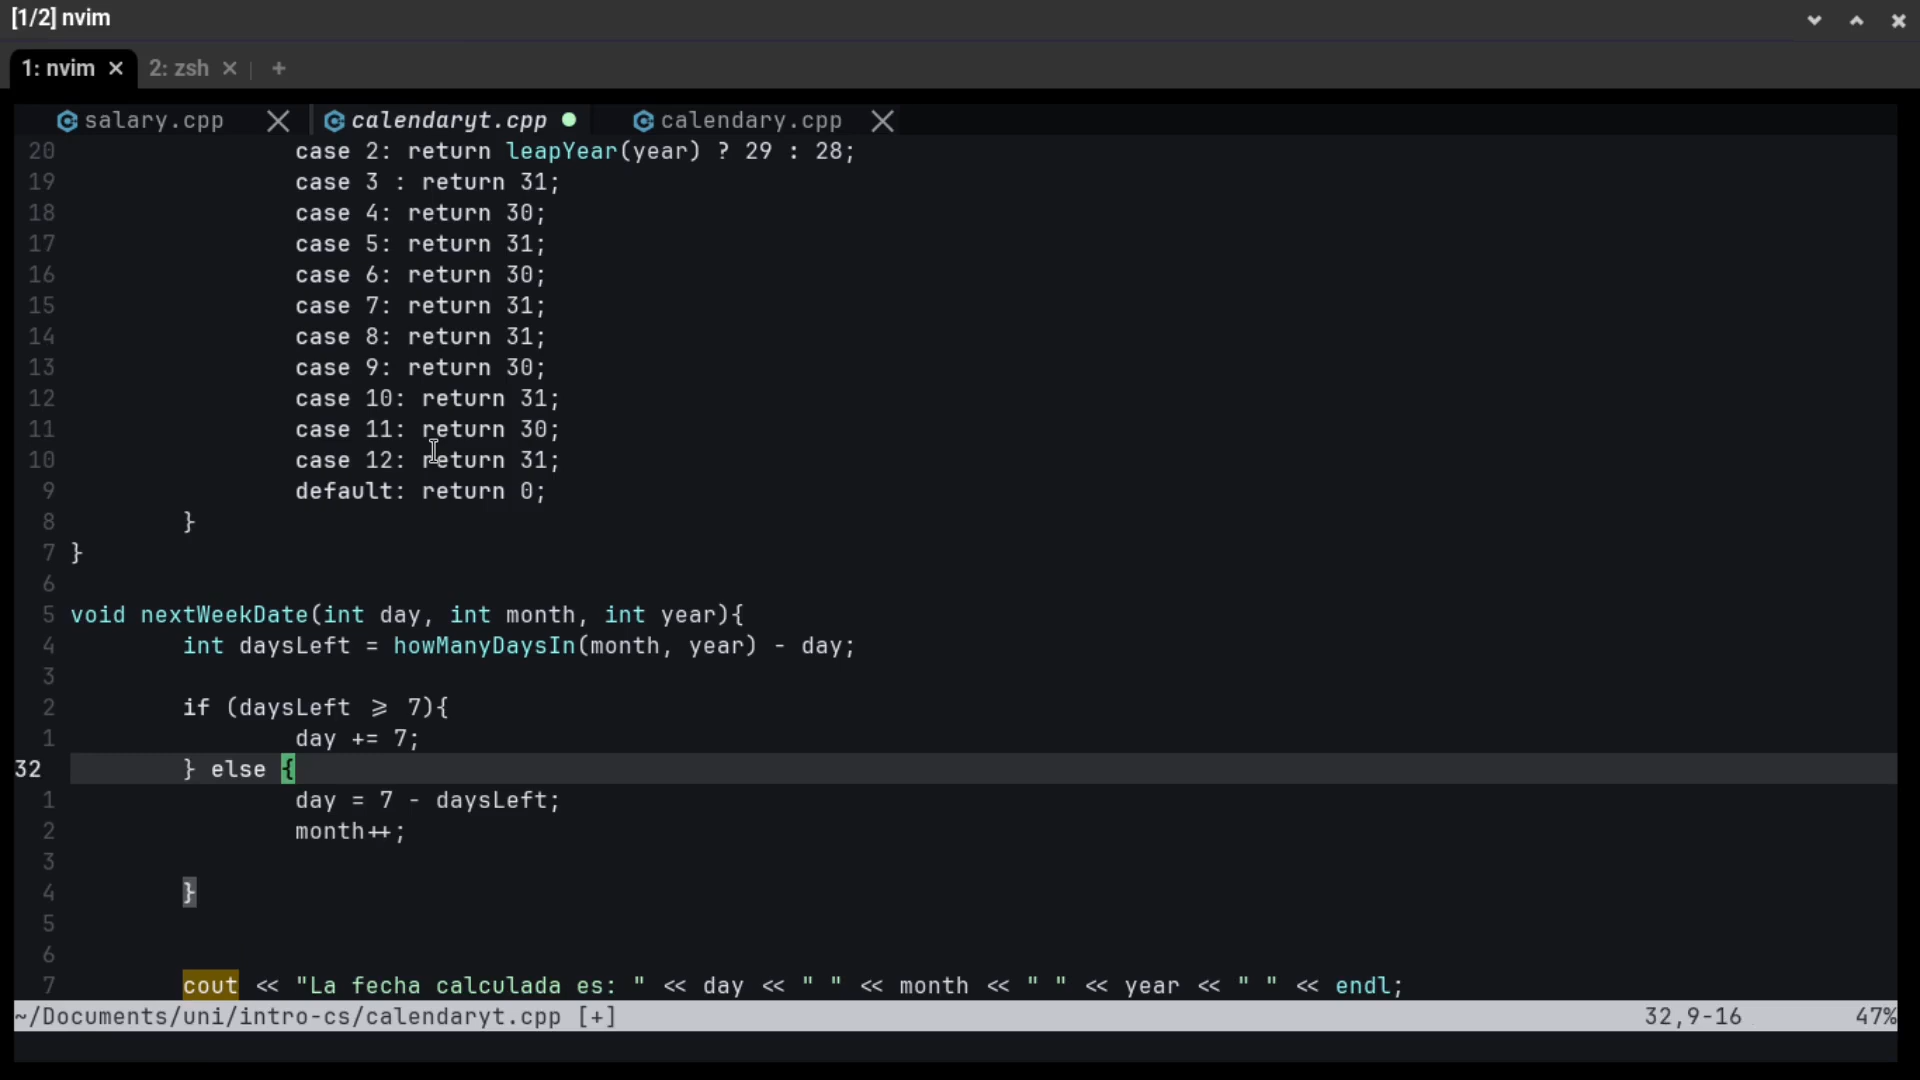 [1/2] nvim
1: nvim × 2: zsh × +
salary.cpp calendaryt.cpp calendary.cpp
20 case 2: return leapYear(year) ? 29 : 28;
19 case 3 : return 31;
18 case 4: return 30;
17 case 5: return 31;
16 case 6: return 30;
15 case 7: return 31;
14 case 8: return 31;
13 case 9: return 30;
12 case 10: return 31;
11 case 11: return 30;
10 case 12: return 31;
9 default: return 0;
8 }
7 }
6
5 void nextWeekDate(int day, int month, int year){
4 int daysLeft = howManyDaysIn(month, year) - day;
3
2 if (daysLeft >= 7){
1 day += 7;
32 } else {
1 day = 7 - daysLeft;
2 month++;
3
4 }
5
6
7 cout << "La fecha calculada es: " << day << " " << month << " " << year << " " << endl;
~/Documents/uni/intro-cs/calendaryt.cpp [+] 32,9-16 47%